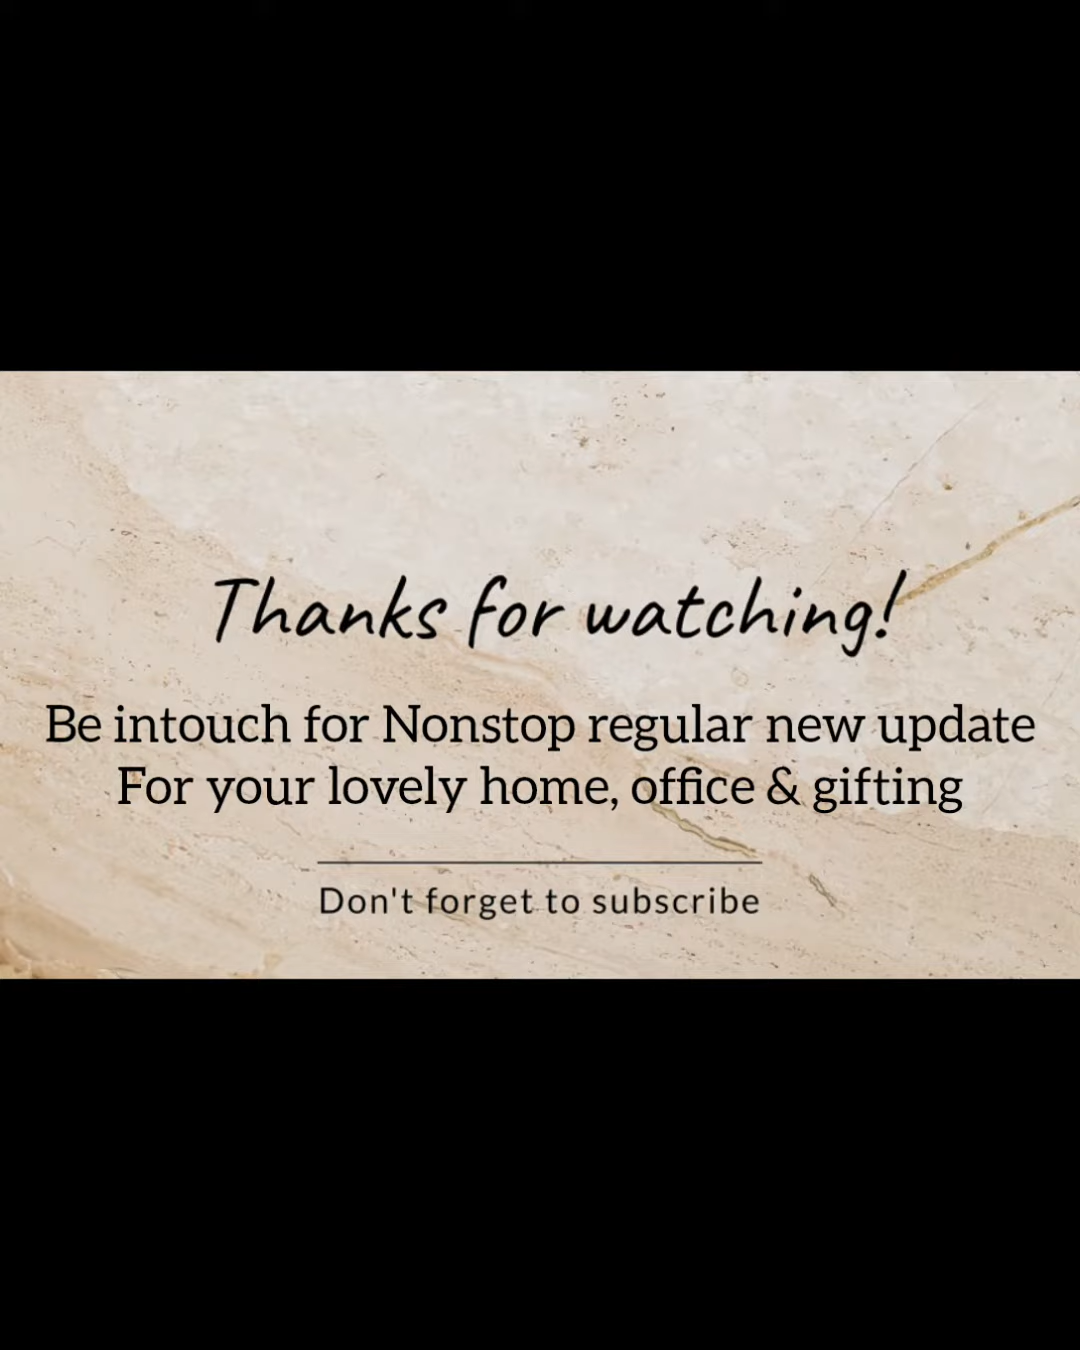 Thanks for watching!
Be intouch for Nonstop regular new update
For your lovely home, office & gifting
Don't forget to subscribe